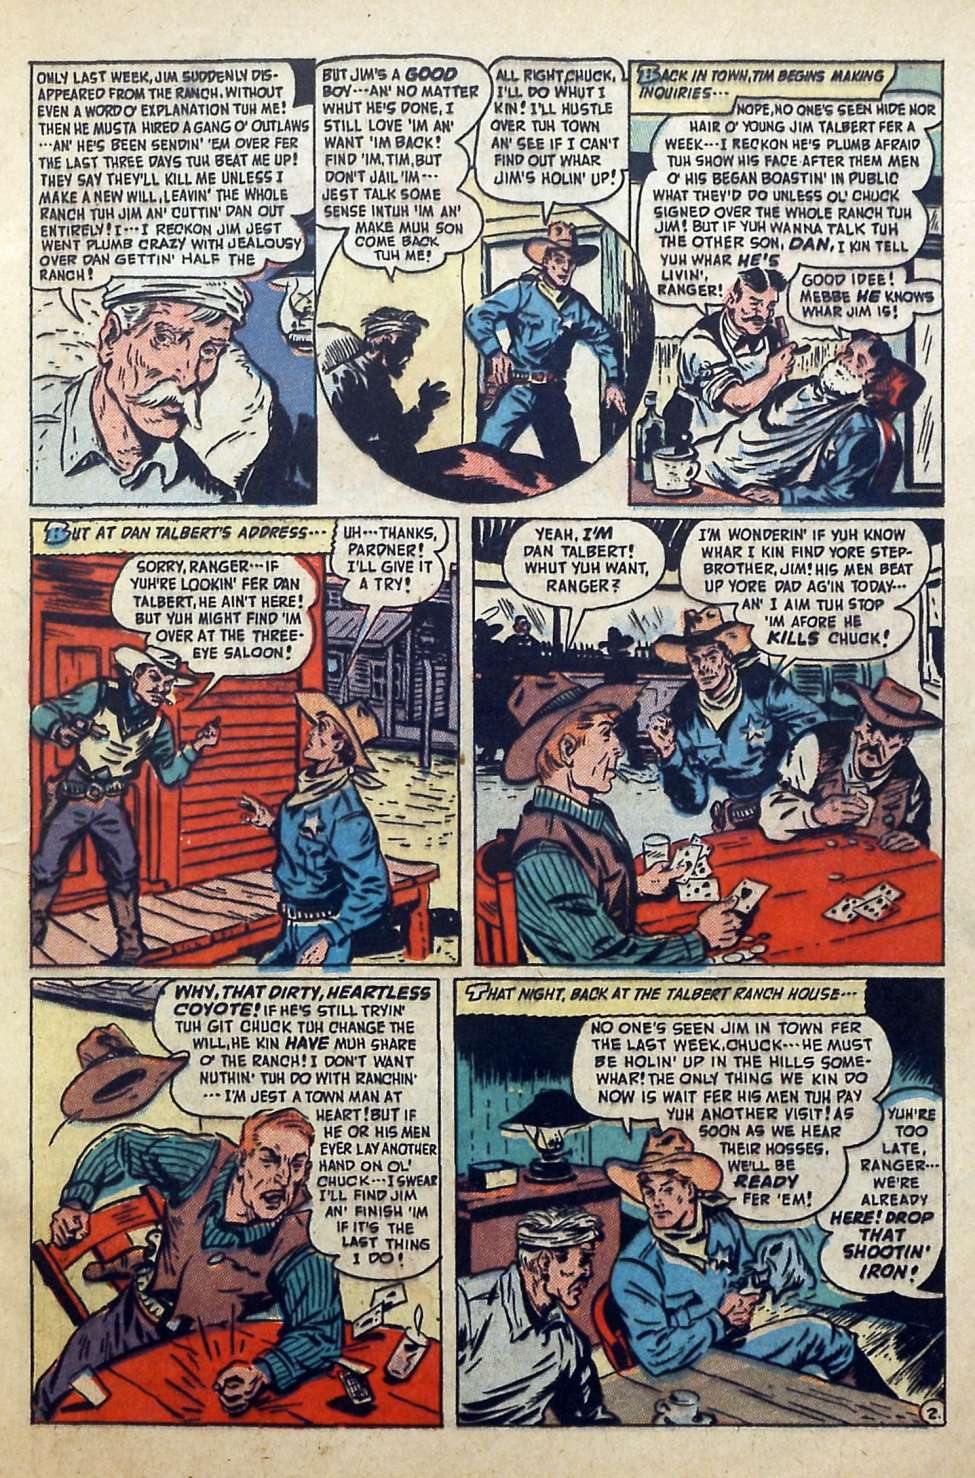 ONLY LAST WEEK, JIM SUDDENLY DIS-
APPEARED FROM THE RANCH, WITHOUT
EVEN A WORD O' EXPLANATION TUH ME!
THEN HE MUSTA HIRED A GANG O' OUTLAWS
---AN' HE'S BEEN SENDIN' 'EM OVER FER
THE LAST THREE DAYS TUH BEAT ME UP!
THEY SAY THEY'LL KILL ME UNLESS I
MAKE A NEW WILL, LEAVIN' THE WHOLE
RANCH TUH JIM AN' CUTTIN' DAN OUT
ENTIRELY! I---I RECKON JIM JEST
WENT PLUMB CRAZY WITH JEALOUSY
OVER DAN GETTIN' HALF THE
RANCH!
BUT JIM'S A GOOD
BOY---AN' NO MATTER
WHUT HE'S DONE, I
STILL LOVE 'IM AN'
WANT 'IM BACK!
FIND 'IM, TIM, BUT
DON'T JAIL 'IM---
JEST TALK SOME
SENSE INTUH 'IM AN'
MAKE MUH SON
COME BACK
TUH ME!
ALL RIGHT, CHUCK,
I'LL DO WHUT I
KIN! I'LL HUSTLE
OVER TUH TOWN
AN' SEE IF I CAN'T
FIND OUT WHAR
JIM'S HOLIN' UP!
BACK IN TOWN, TIM BEGINS MAKING
INQUIRIES---
NOPE, NO ONE'S SEEN HIDE NOR
HAIR O' YOUNG JIM TALBERT FER A
WEEK---I RECKON HE'S PLUMB AFRAID
TUH SHOW HIS FACE AFTER THEM MEN
O' HIS BEGAN BOASTIN' IN PUBLIC
WHAT THEY'D DO UNLESS OL' CHUCK
SIGNED OVER THE WHOLE RANCH TUH
JIM! BUT IF YUH WANNA TALK TUH
THE OTHER SON, DAN, I KIN TELL
YUH WHAR HE'S
LIVIN',
RANGER!
GOOD IDEE!
MEBBE HE KNOWS
WHAR JIM IS!
BUT AT DAN TALBERT'S ADDRESS---
SORRY, RANGER---IF
YUH'RE LOOKIN' FER DAN
TALBERT, HE AIN'T HERE!
BUT YUH MIGHT FIND 'IM
OVER AT THE THREE-
EYE SALOON!
UH---THANKS,
PARDNER!
I'LL GIVE IT
A TRY!
YEAH, I'M
DAN TALBERT!
WHUT YUH WANT,
RANGER?
I'M WONDERIN' IF YUH KNOW
WHAR I KIN FIND YORE STEP-
BROTHER, JIM! HIS MEN BEAT
UP YORE DAD AG'IN TODAY---
AN' I AIM TUH STOP
'IM AFORE HE
KILLS CHUCK!
WHY, THAT DIRTY, HEARTLESS
COYOTE! IF HE'S STILL TRYIN'
TUH GIT CHUCK TUH CHANGE THE
WILL, HE KIN HAVE MUH SHARE
O' THE RANCH! I DON'T WANT
NUTHIN' TUH DO WITH RANCHIN'
---I'M JEST A TOWN MAN AT
HEART! BUT IF
HE OR HIS MEN
EVER LAY ANOTHER
HAND ON OL'
CHUCK---I SWEAR
I'LL FIND JIM
AN' FINISH 'IM
IF IT'S THE
LAST THING
I DO!
THAT NIGHT, BACK AT THE TALBERT RANCH HOUSE---
NO ONE'S SEEN JIM IN TOWN FER
THE LAST WEEK, CHUCK---HE MUST
BE HOLIN' UP IN THE HILLS SOME-
WHAR! THE ONLY THING WE KIN DO
NOW IS WAIT FER HIS MEN TUH PAY
YUH ANOTHER VISIT! AS
SOON AS WE HEAR
THEIR HOSSES,
WE'LL BE
READY
FER 'EM!
YUH'RE
TOO
LATE,
RANGER---
WE'RE
ALREADY
HERE! DROP
THAT
SHOOTIN'
IRON!
2